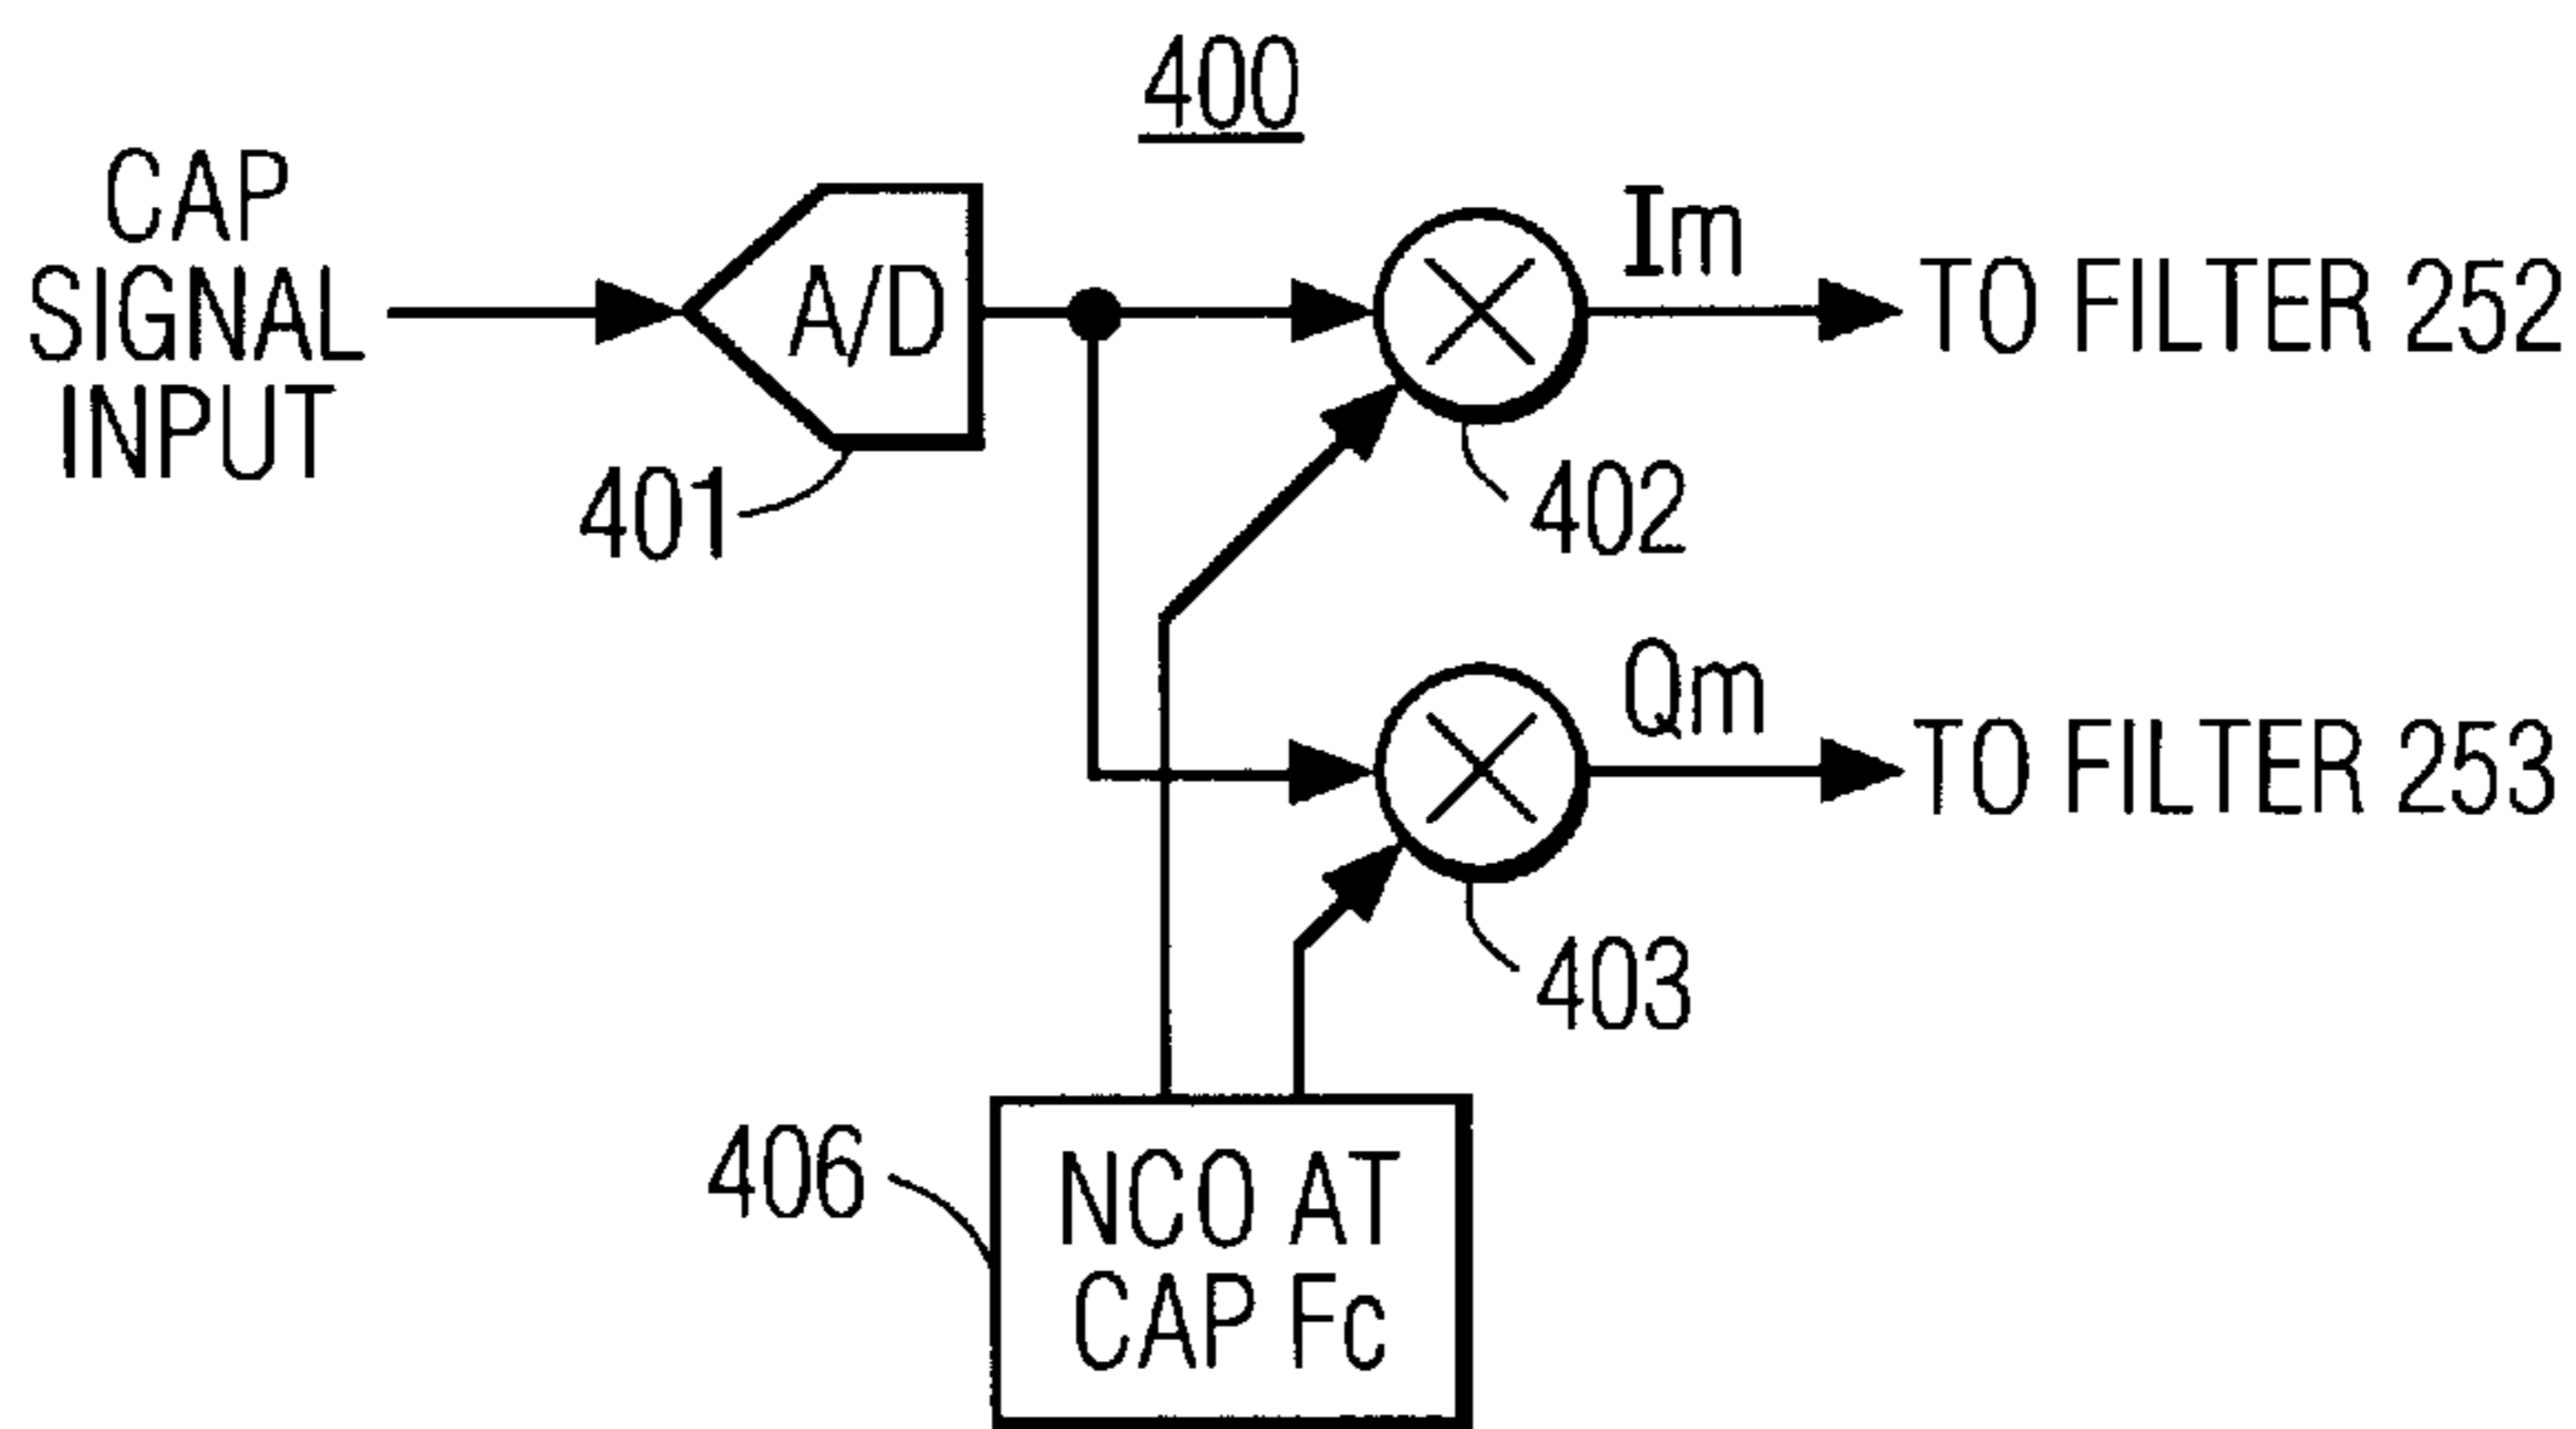 400
CAP
SIGNAL
INPUT
A/D
401
Im
TO FILTER 252
402
Qm
TO FILTER 253
403
406
NCO AT
CAP Fc